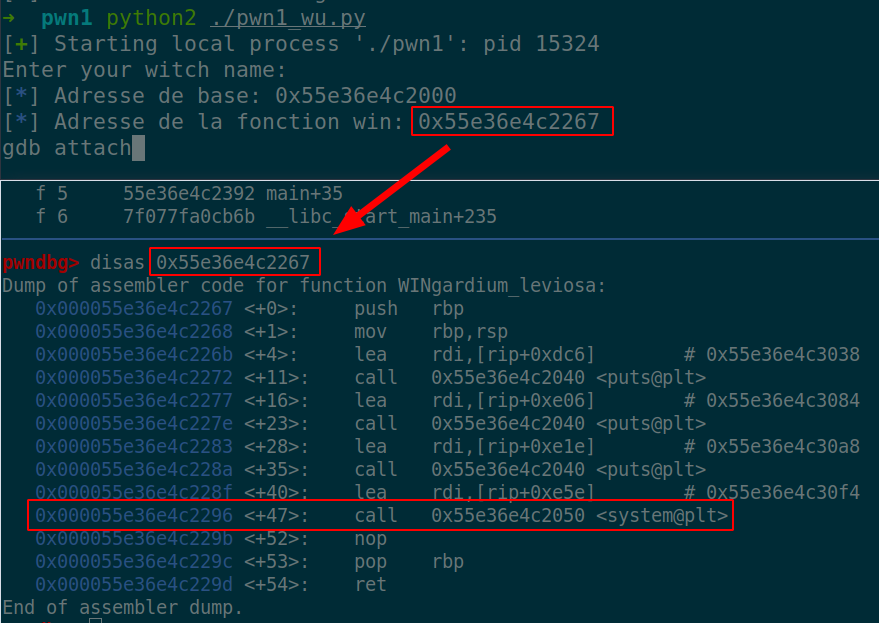 →  pwn1 python2 ./pwn1_wu.py
[+] Starting local process './pwn1': pid 15324
Enter your witch name:
[*] Adresse de base: 0x55e36e4c2000
[*] Adresse de la fonction win: 0x55e36e4c2267
gdb attach
f 5     55e36e4c2392 main+35
f 6     7f077fa0cb6b __libc_start_main+235
pwndbg> disas 0x55e36e4c2267
Dump of assembler code for function WINgardium_leviosa:
0x000055e36e4c2267 <+0>:     push   rbp
0x000055e36e4c2268 <+1>:     mov    rbp,rsp
0x000055e36e4c226b <+4>:     lea    rdi,[rip+0xdc6]        # 0x55e36e4c3038
0x000055e36e4c2272 <+11>:    call   0x55e36e4c2040 <puts@plt>
0x000055e36e4c2277 <+16>:    lea    rdi,[rip+0xe06]        # 0x55e36e4c3084
0x000055e36e4c227e <+23>:    call   0x55e36e4c2040 <puts@plt>
0x000055e36e4c2283 <+28>:    lea    rdi,[rip+0xe1e]        # 0x55e36e4c30a8
0x000055e36e4c228a <+35>:    call   0x55e36e4c2040 <puts@plt>
0x000055e36e4c228f <+40>:    lea    rdi,[rip+0xe5e]        # 0x55e36e4c30f4
0x000055e36e4c2296 <+47>:    call   0x55e36e4c2050 <system@plt>
0x000055e36e4c229b <+52>:    nop
0x000055e36e4c229c <+53>:    pop    rbp
0x000055e36e4c229d <+54>:    ret
End of assembler dump.